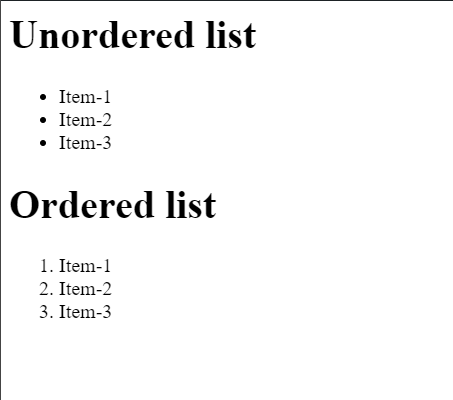 Unordered list
• Item-1
• Item-2
• Item-3
Ordered list
1. Item-1
2. Item-2
3. Item-3